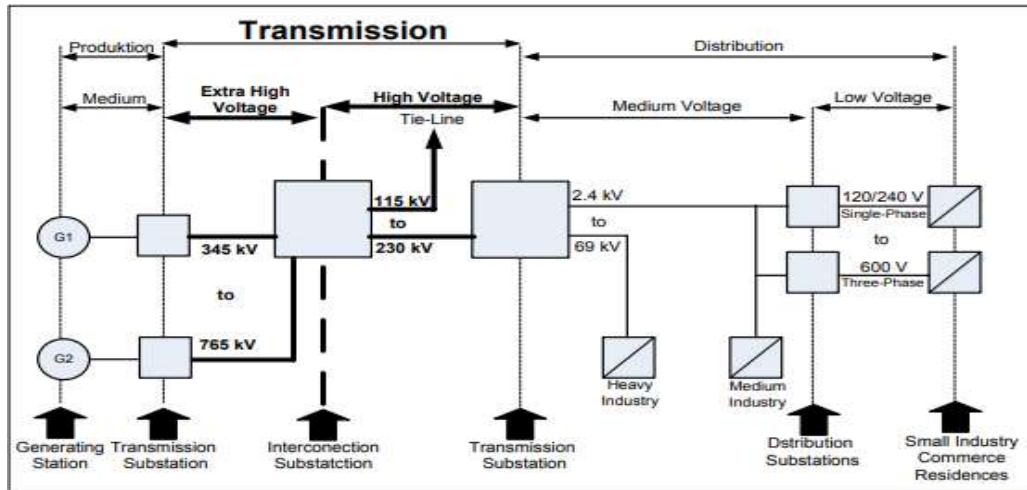 Transmission
Produktion
Distribution
Medium
Extra High
Voltage
High Voltage
Tie-Line
Medium Voltage
Low Voltage
115 kV
to
230 kV
2.4 kV
to
69 kV
120/240 V
Single-Phase
to
600 V
Three-Phase
G1
345 kV
to
765 kV
G2
Heavy
Industry
Medium
Industry
Generating
Station
Transmission
Substation
Interconection
Substatction
Transmission
Substation
Dstribution
Substations
Small Industry
Commerce
Residences